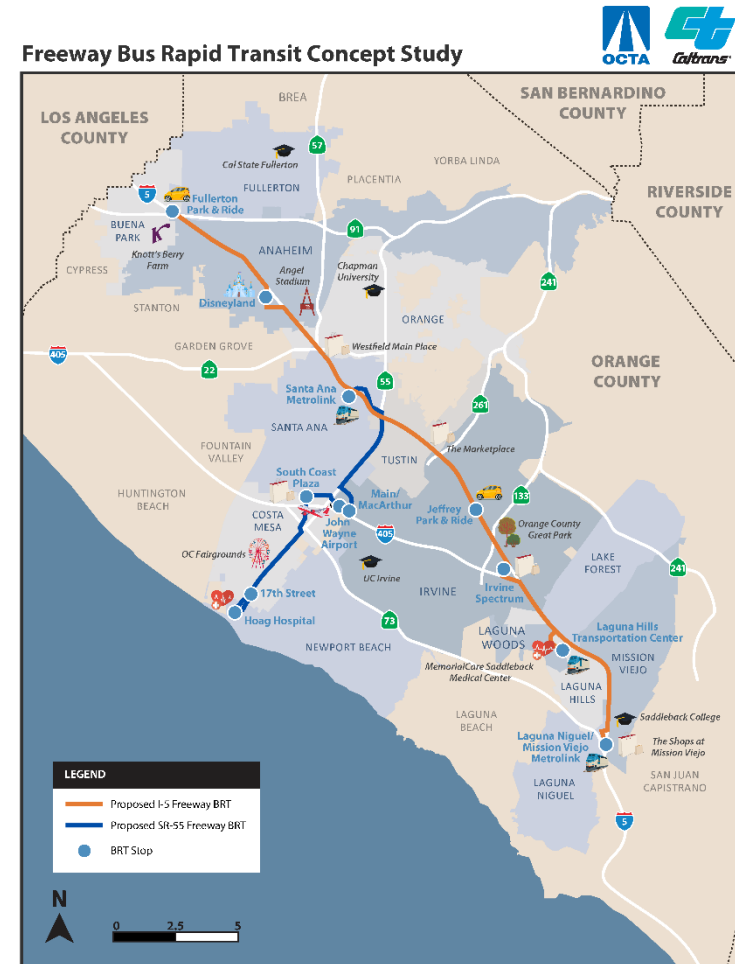 Freeway Bus Rapid Transit Concept Study
OCTA
Caltrans
LOS ANGELES
COUNTY
BREA
SAN BERNARDINO
COUNTY
57
Cal State Fullerton
YORBA LINDA
PLACENTIA
FULLERTON
5
Fullerton
Park & Ride
RIVERSIDE
COUNTY
BUENA
PARK
K
91
Knott's Berry
Farm
ANAHEIM
CYPRESS
Angel
Stadium
Chapman
University
241
STANTON
Disneyland
ORANGE
GARDEN GROVE
Westfield Main Place
405
22
ORANGE
COUNTY
55
Santa Ana
Metrolink
261
SANTA ANA
FOUNTAIN
VALLEY
The Marketplace
TUSTIN
South Coast
Plaza
HUNTINGTON
BEACH
Main/
MacArthur
133
COSTA
MESA
John
Wayne
Airport
Jeffrey
Park & Ride
Orange County
Great Park
405
OC Fairgrounds
LAKE
FOREST
241
UC Irvine
IRVINE
Irvine
Spectrum
17th Street
Hoag Hospital
73
LAGUNA
WOODS
Laguna Hills
Transportation Center
NEWPORT BEACH
MISSION
VIEJO
MemorialCare Saddleback
Medical Center
LAGUNA
HILLS
LAGUNA
BEACH
Saddleback College
Laguna Niguel/
Mission Viejo
Metrolink
The Shops at
Mission Viejo
SAN JUAN
CAPISTRANO
LAGUNA
NIGUEL
5
LEGEND
Proposed I-5 Freeway BRT
Proposed SR-55 Freeway BRT
BRT Stop
N
0 2.5 5